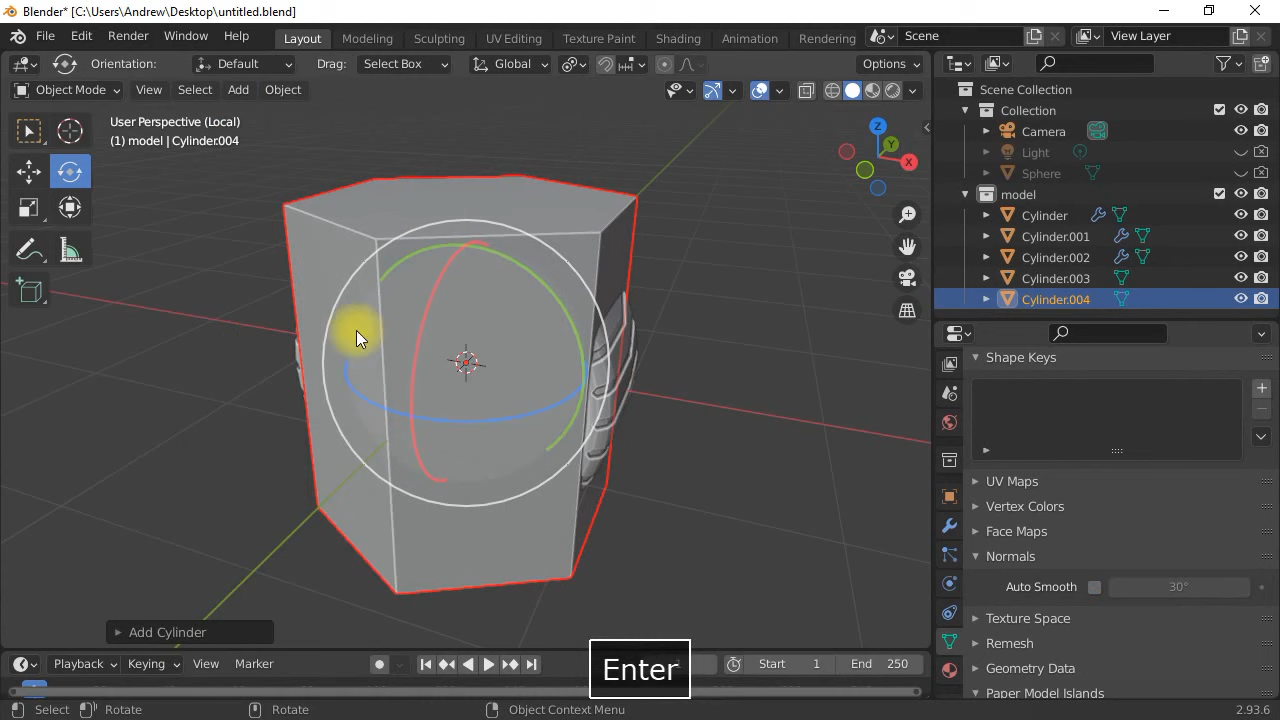 Blender* [C:\Users\Andrew\Desktop\untitled.blend]
File Edit Render Window Help Layout Modeling Sculpting UV Editing Texture Paint Shading Animation Rendering Scene View Layer
Orientation: Default Drag: Select Box Global Options
Object Mode View Select Add Object
User Perspective (Local)
(1) model | Cylinder.004
Z
Y
X
Add Cylinder
Enter
Playback Keying View Marker 1 Start 1 End 250
Select Rotate Rotate Object Context Menu 2.93.6
Scene Collection
Collection
Camera
Light
Sphere
model
Cylinder
Cylinder.001
Cylinder.002
Cylinder.003
Cylinder.004
Shape Keys
UV Maps
Vertex Colors
Face Maps
Normals
Auto Smooth 30°
Texture Space
Remesh
Geometry Data
Paper Model Islands